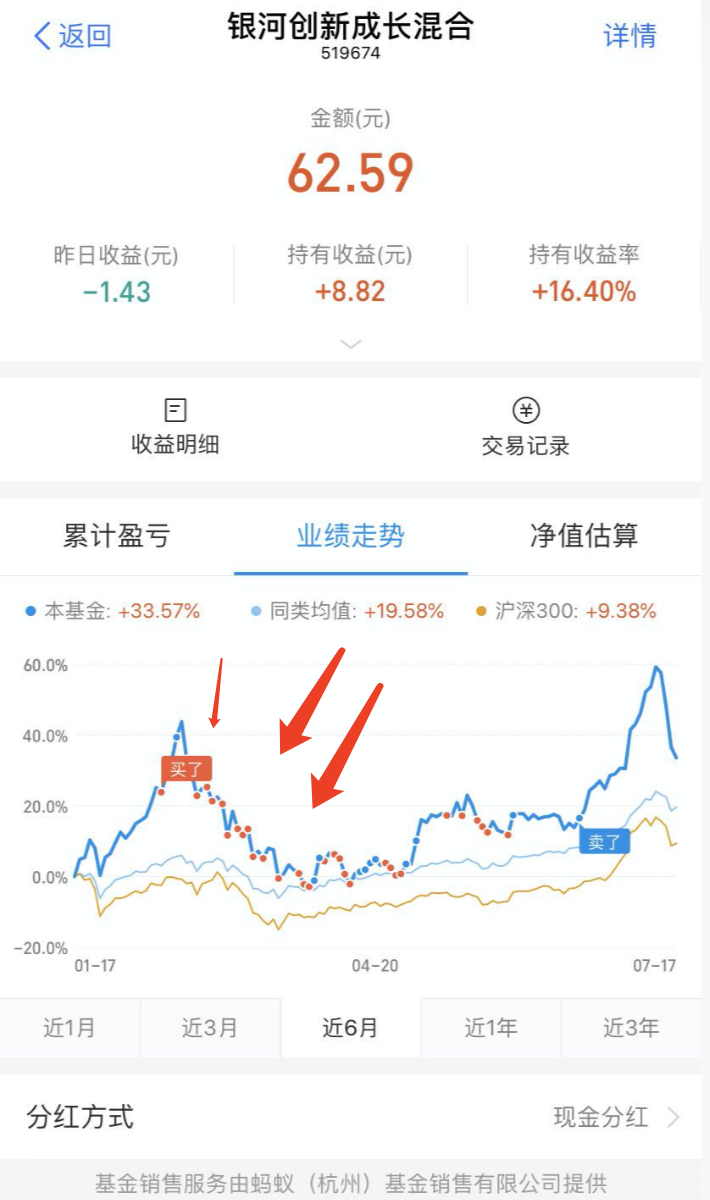 返回
银河创新成长混合
详情
519674
金额(元)
62.59
昨日收益(元) 持有收益(元) 持有收益率
-1.43 +8.82 +16.40%
收益明细 交易记录
累计盈亏 业绩走势 净值估算
本基金: +33.57% 同类均值: +19.58% 沪深300: +9.38%
60.0%
40.0%
买了
20.0%
卖了
0.0%
-20.0%
01-17 04-20 07-17
近1月 近3月 近6月 近1年 近3年
分红方式 现金分红
基金销售服务由蚂蚁（杭州）基金销售有限公司提供